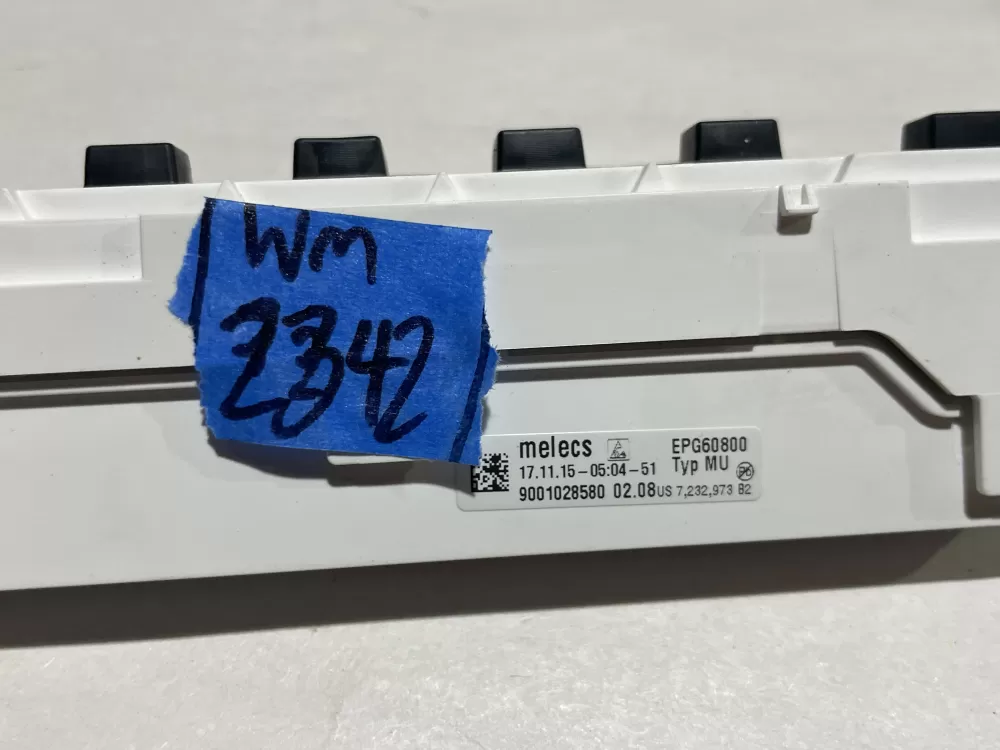 WM
2342
melecs EPG60800
17.11.15-05:04-51 Typ MU
9001028580 02.08 US 7,232,973 B2